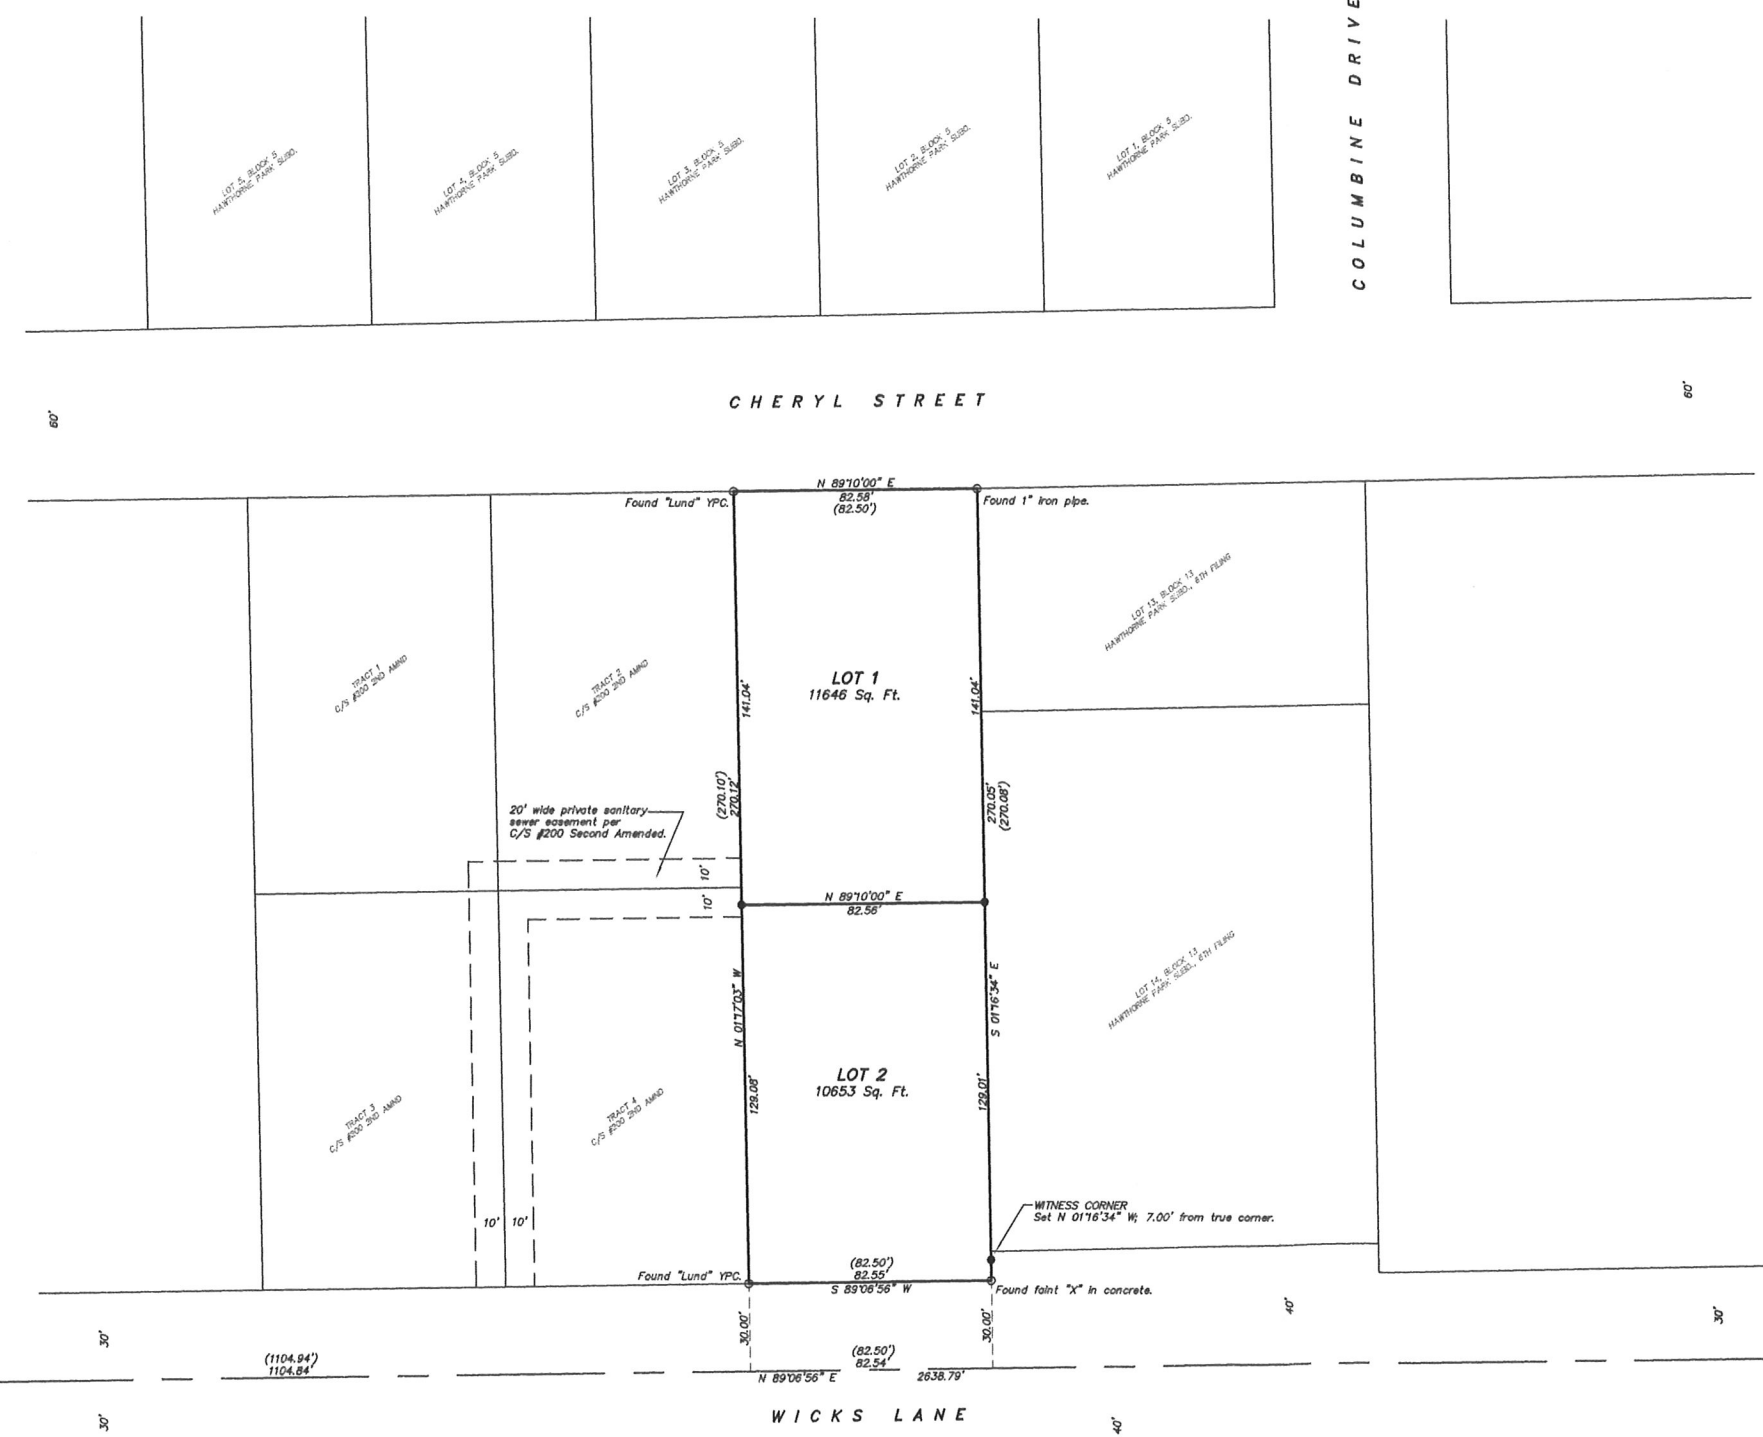 COLUMBINE DRIVE
LOT 5, BLOCK 5
HAWTHORNE PARK SUBD.
LOT 4, BLOCK 5
HAWTHORNE PARK SUBD.
LOT 3, BLOCK 5
HAWTHORNE PARK SUBD.
LOT 2, BLOCK 5
HAWTHORNE PARK SUBD.
LOT 1, BLOCK 5
HAWTHORNE PARK SUBD.
60'
CHERYL STREET
60'
N 89°10'00" E
82.58'
(82.50')
Found "Lund" YPC.
Found 1" iron pipe.
LOT 13, BLOCK 13
HAWTHORNE PARK SUBD., 6TH FILING
TRACT 1
C/S #200 2ND AMND
TRACT 2
C/S #200 2ND AMND
141.04'
LOT 1
11646 Sq. Ft.
141.04'
(270.10')
270.12'
270.05'
(270.08')
20' wide private sanitary
sewer easement per
C/S #200 Second Amended.
10'
10'
N 89°10'00" E
82.56'
N 01°17'03" W
S 01°16'34" E
LOT 14, BLOCK 13
HAWTHORNE PARK SUBD., 6TH FILING
TRACT 3
C/S #200 2ND AMND
TRACT 4
C/S #200 2ND AMND
129.08'
LOT 2
10653 Sq. Ft.
129.01'
10'
10'
WITNESS CORNER
Set N 01°16'34" W; 7.00' from true corner.
Found "Lund" YPC.
(82.50')
82.55'
S 89°06'56" W
Found faint "X" in concrete.
30'
30.00'
30.00'
40'
30'
(1104.94')
1104.84'
(82.50')
82.54'
N 89°06'56" E
2638.79'
30'
WICKS LANE
40'